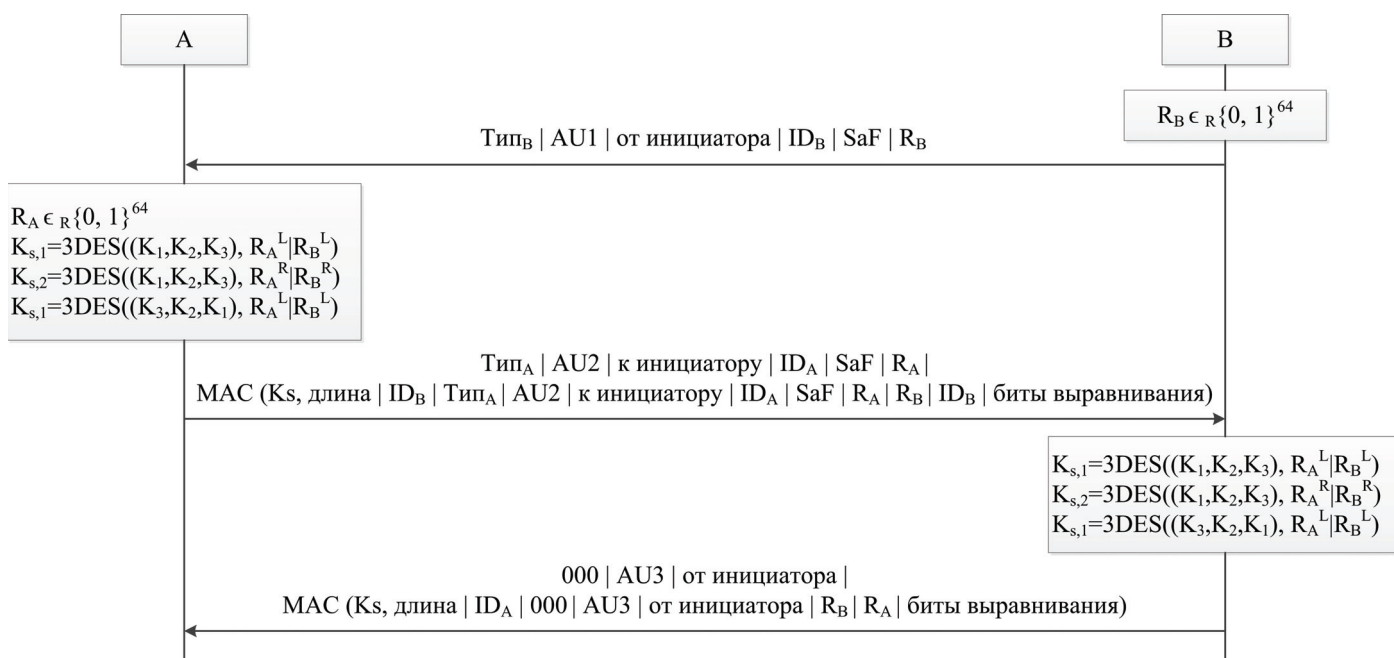 A
B
R_B ϵ _R{0, 1}^64
Тип_B | AU1 | от инициатора | ID_B | SaF | R_B
R_A ϵ _R{0, 1}^64
K_s,1=3DES((K_1,K_2,K_3), R_A^L|R_B^L)
K_s,2=3DES((K_1,K_2,K_3), R_A^R|R_B^R)
K_s,1=3DES((K_3,K_2,K_1), R_A^L|R_B^L)
Тип_A | AU2 | к инициатору | ID_A | SaF | R_A |
MAC (Ks, длина | ID_B | Тип_A | AU2 | к инициатору | ID_A | SaF | R_A | R_B | ID_B | биты выравнивания)
K_s,1=3DES((K_1,K_2,K_3), R_A^L|R_B^L)
K_s,2=3DES((K_1,K_2,K_3), R_A^R|R_B^R)
K_s,1=3DES((K_3,K_2,K_1), R_A^L|R_B^L)
000 | AU3 | от инициатора |
MAC (Ks, длина | ID_A | 000 | AU3 | от инициатора | R_B | R_A | биты выравнивания)